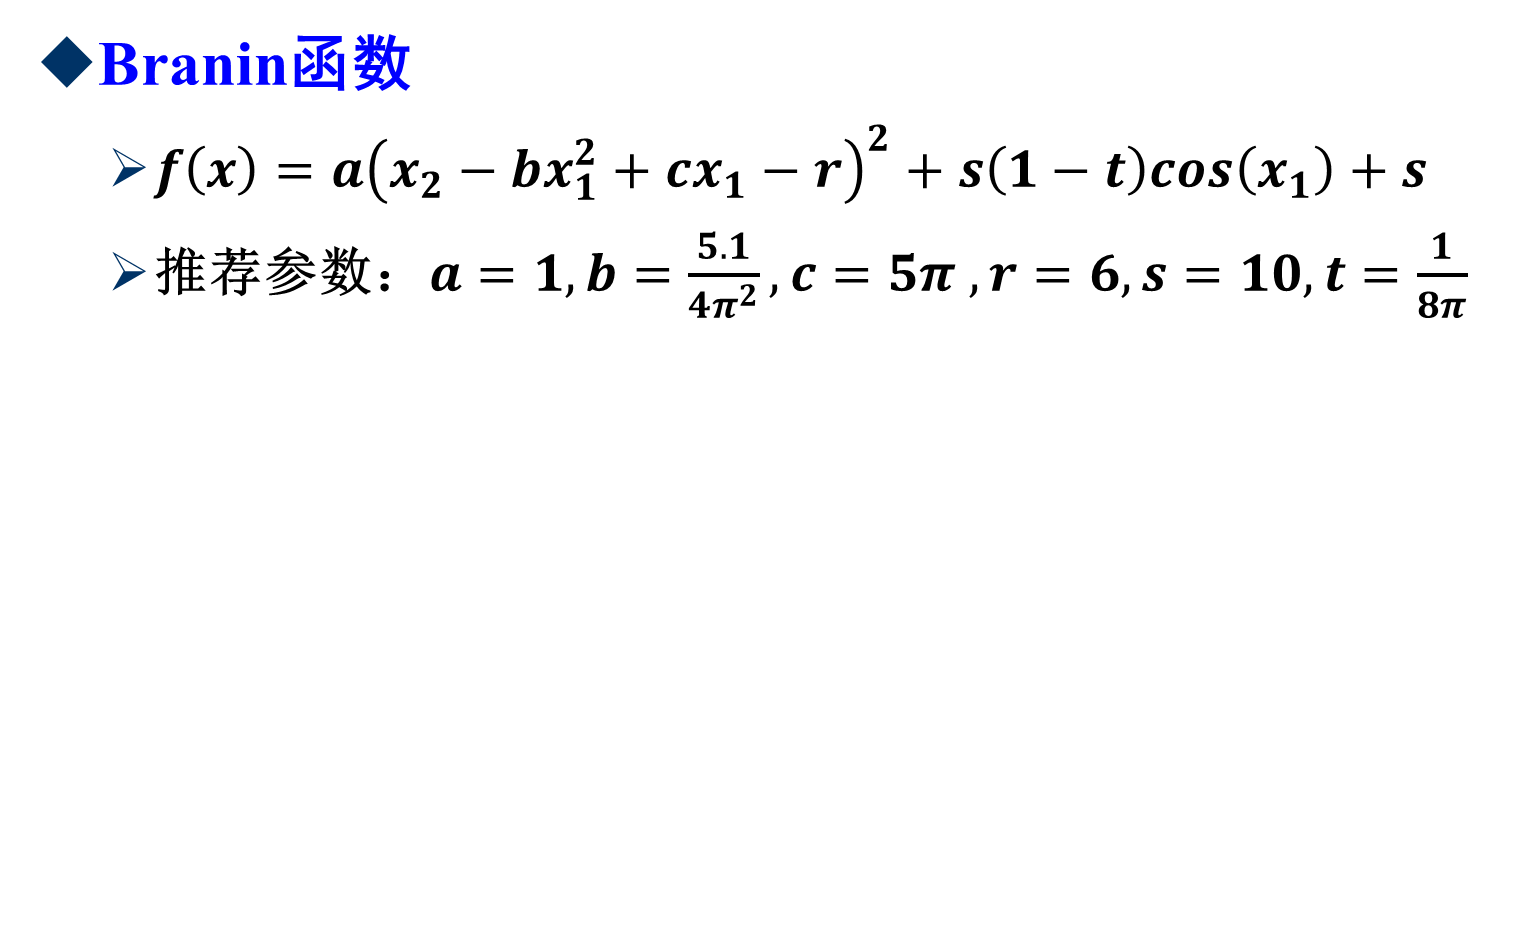 ◆Branin函数
➢f(x) = a(x₂ − bx₁² + cx₁ − r)² + s(1 − t)cos(x₁) + s
➢推荐参数：a = 1, b = 5.1/4π², c = 5π, r = 6, s = 10, t = 1/8π